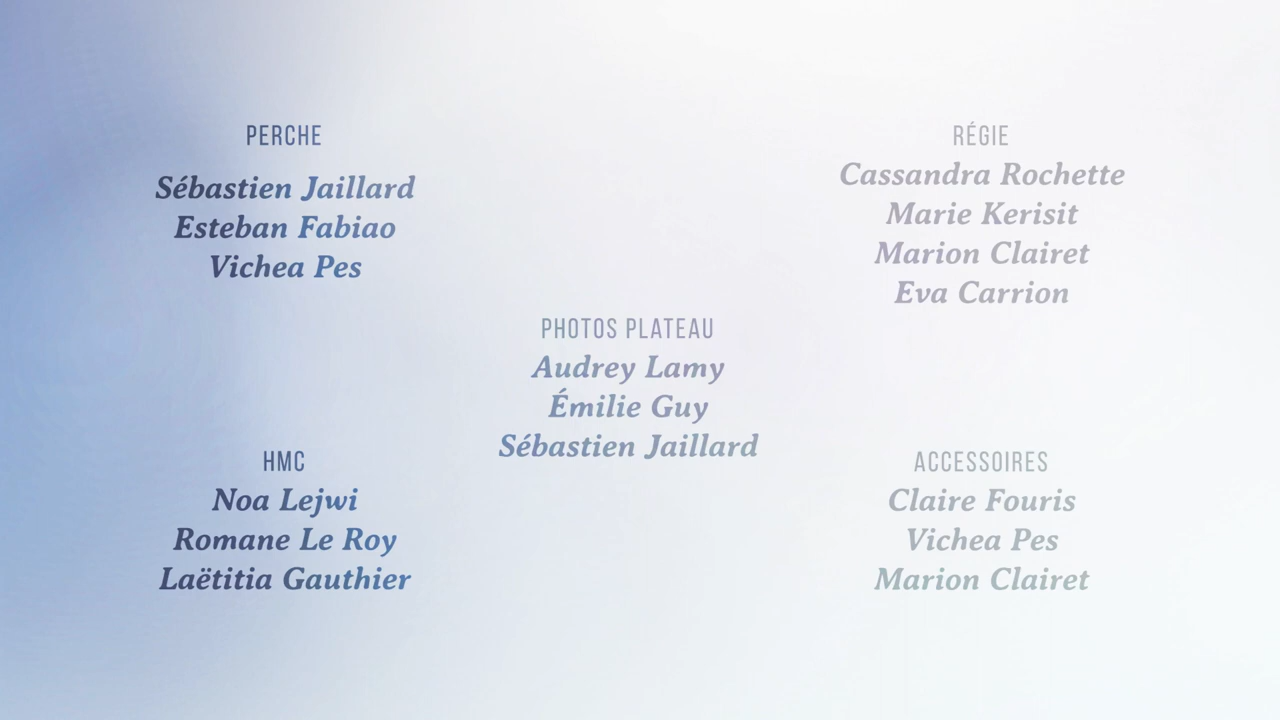 PERCHE
Sébastien Jaillard
Esteban Fabiao
Vichea Pes
RÉGIE
Cassandra Rochette
Marie Kerisit
Marion Clairet
Eva Carrion
PHOTOS PLATEAU
Audrey Lamy
Émilie Guy
Sébastien Jaillard
HMC
Noa Lejwi
Romane Le Roy
Laëtitia Gauthier
ACCESSOIRES
Claire Fouris
Vichea Pes
Marion Clairet